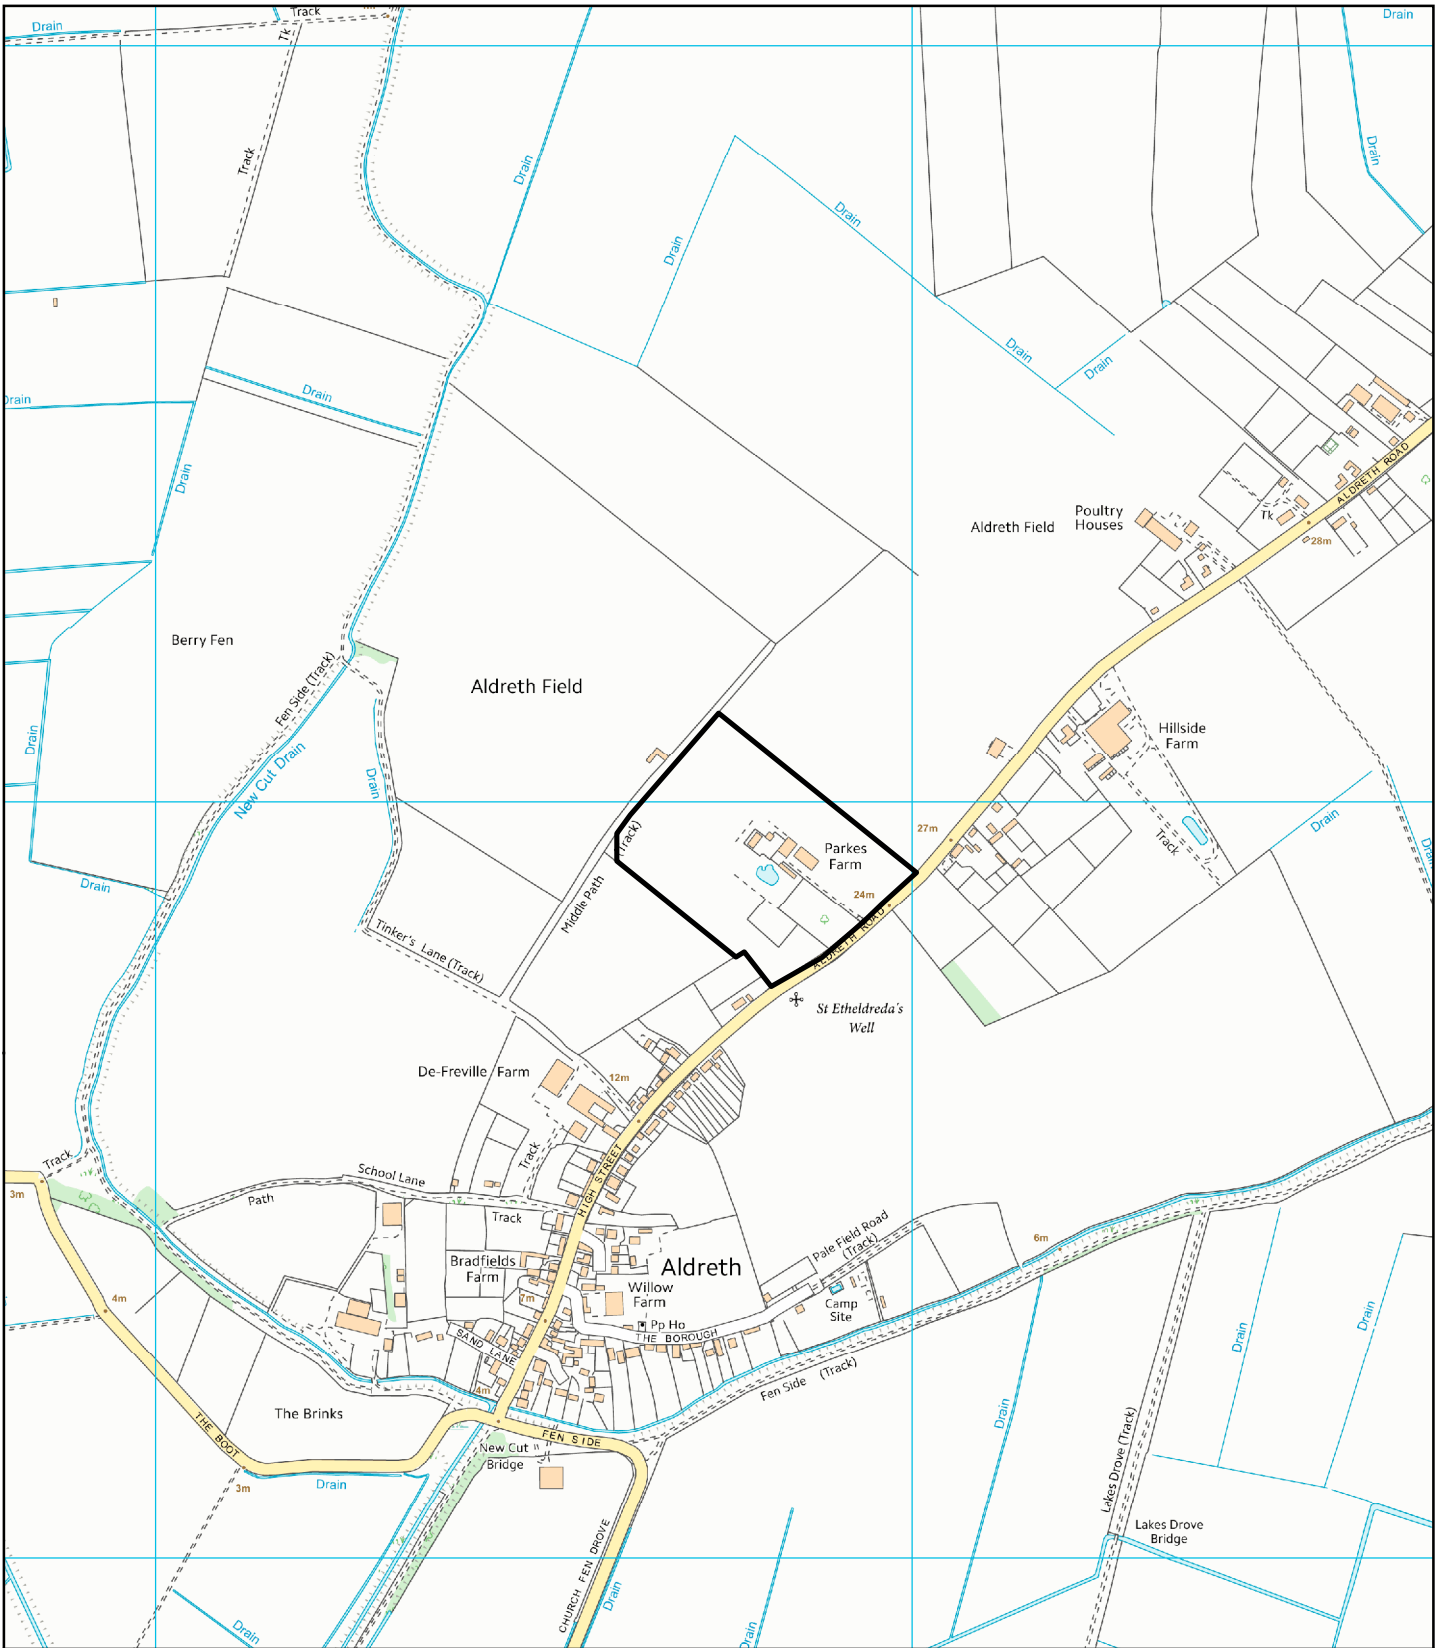 Drain
Track
Drain
Tk
Drain
Track
Drain
Drain
Drain
Drain
Drain
Drain
Drain
Drain
ALDRETH ROAD
Drain
Poultry
Houses
Aldreth Field
Tk
28m
Berry Fen
Fen Side (Track)
Aldreth Field
Drain
Hillside
Farm
Drain
New Cut Drain
27m
Drain
(Track)
Track
Parkes
Farm
Drain
24m
Middle Path
ALDRETH ROAD
Tinker's Lane (Track)
St Etheldreda's
Well
De-Freville Farm
12m
Track
Track
HIGH STREET
School Lane
3m
Path
Track
Pale Field Road
(Track)
6m
Bradfields
Farm
Aldreth
Willow
Farm
4m
7m
Camp
Site
Drain
Drain
Pp Ho
THE BOROUGH
SAND LANE
Fen Side (Track)
4m
The Brinks
Drain
THE BOOT
FEN SIDE
New Cut
Bridge
Lakes Drove (Track)
3m
Drain
Lakes Drove
Bridge
CHURCH FEN DROVE
Drain
Drain
Drain